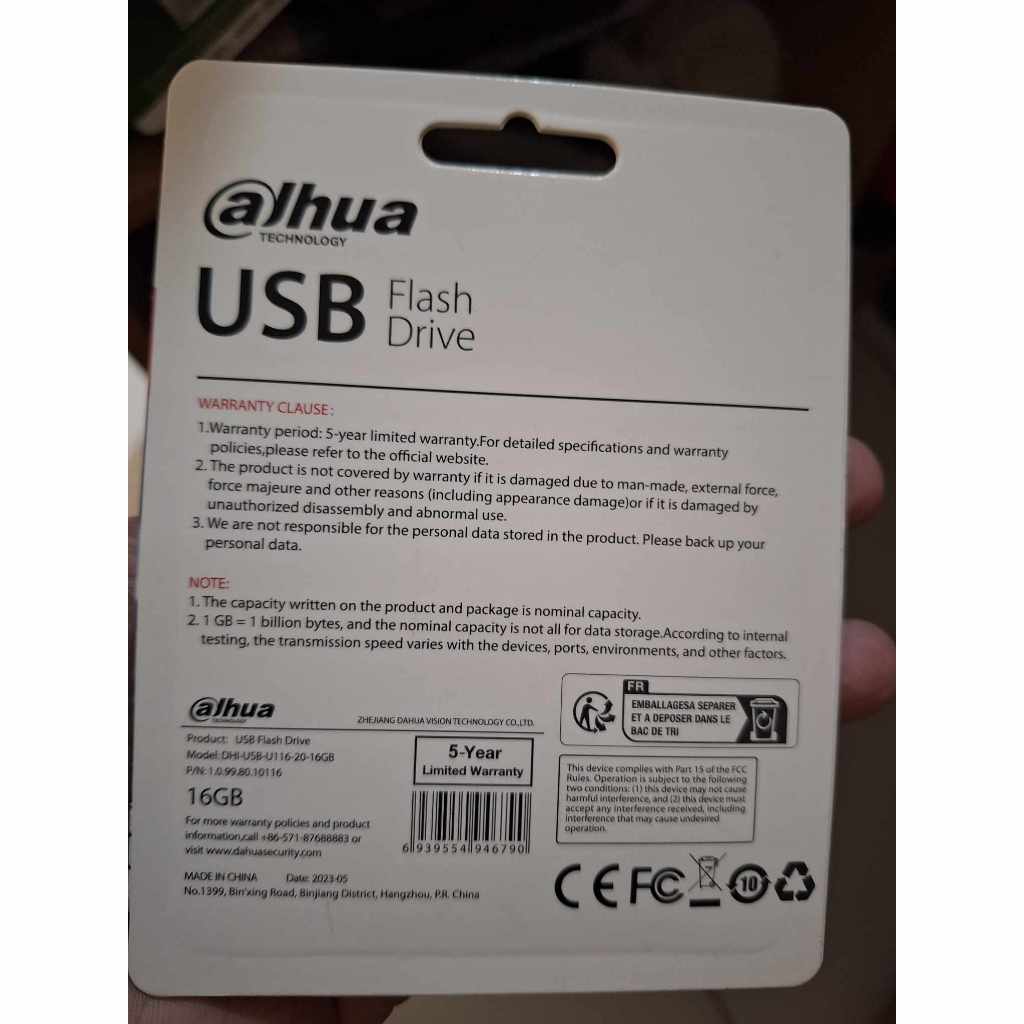 alhua
TECHNOLOGY
USB Flash
Drive
WARRANTY CLAUSE:
1.Warranty period: 5-year limited warranty.For detailed specifications and warranty
policies,please refer to the official website.
2. The product is not covered by warranty if it is damaged due to man-made, external force,
force majeure and other reasons (including appearance damage)or if it is damaged by
unauthorized disassembly and abnormal use.
3. We are not responsible for the personal data stored in the product. Please back up your
personal data.
NOTE:
1. The capacity written on the product and package is nominal capacity.
2. 1 GB = 1 billion bytes, and the nominal capacity is not all for data storage.According to internal
testing, the transmission speed varies with the devices, ports, environments, and other factors.
alhua
TECHNOLOGY
ZHEJIANG DAHUA VISION TECHNOLOGY CO.,LTD.
Product: USB Flash Drive
Model: DHI-USB-U116-20-16GB
P/N: 1.0.99.80.10116
16GB
For more warranty policies and product
information,call +86-571-87688883 or
visit www.dahuasecurity.com
MADE IN CHINA Date: 2023-05
No.1399, Bin'xing Road, Binjiang District, Hangzhou, P.R. China
5-Year
Limited Warranty
6 939554 946790
FR
EMBALLAGESA SEPARER
ET A DEPOSER DANS LE
BAC DE TRI
This device complies with Part 15 of the FCC
Rules. Operation is subject to the following
two conditions: (1) this device may not cause
harmful interference, and (2) this device must
accept any interference received, including
interference that may cause undesired
operation.
CE FC 10